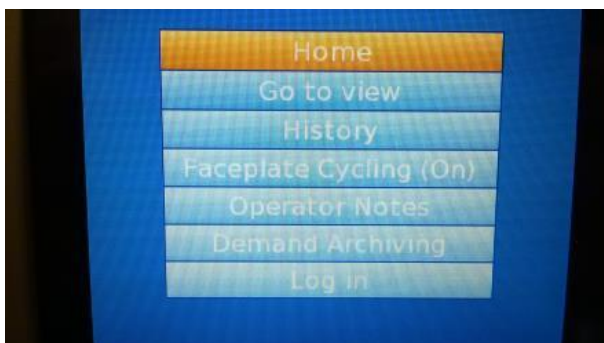 Home
Go to view
History
Faceplate Cycling (On)
Operator Notes
Demand Archiving
Log in